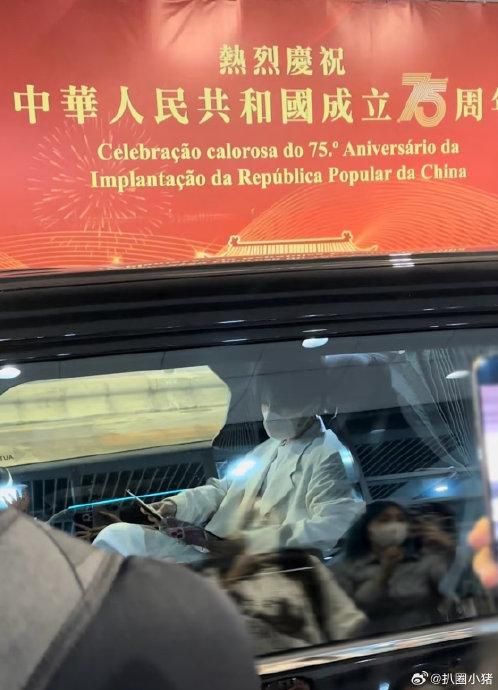 熱烈慶祝
中華人民共和國成立75周年
Celebração calorosa do 75.º Aniversário da
Implantação da República Popular da China
TUA
@扒圈小猪